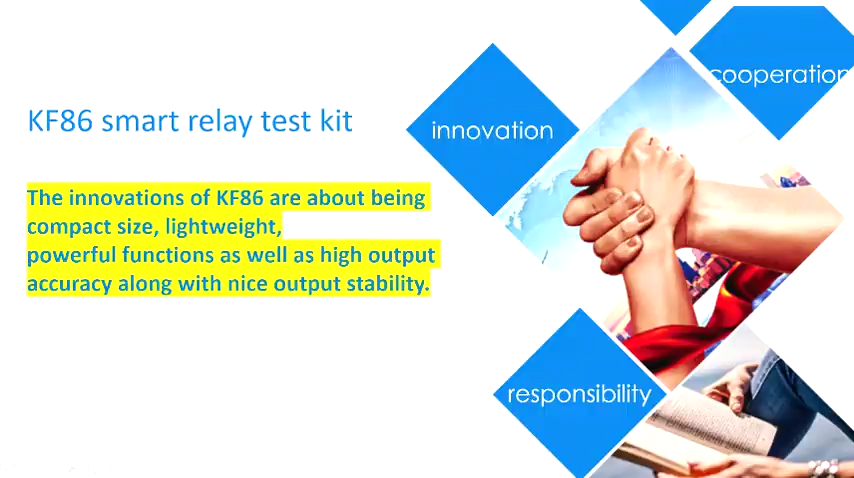 KF86 smart relay test kit
The innovations of KF86 are about being
compact size, lightweight,
powerful functions as well as high output
accuracy along with nice output stability.
innovation
cooperation
responsibility